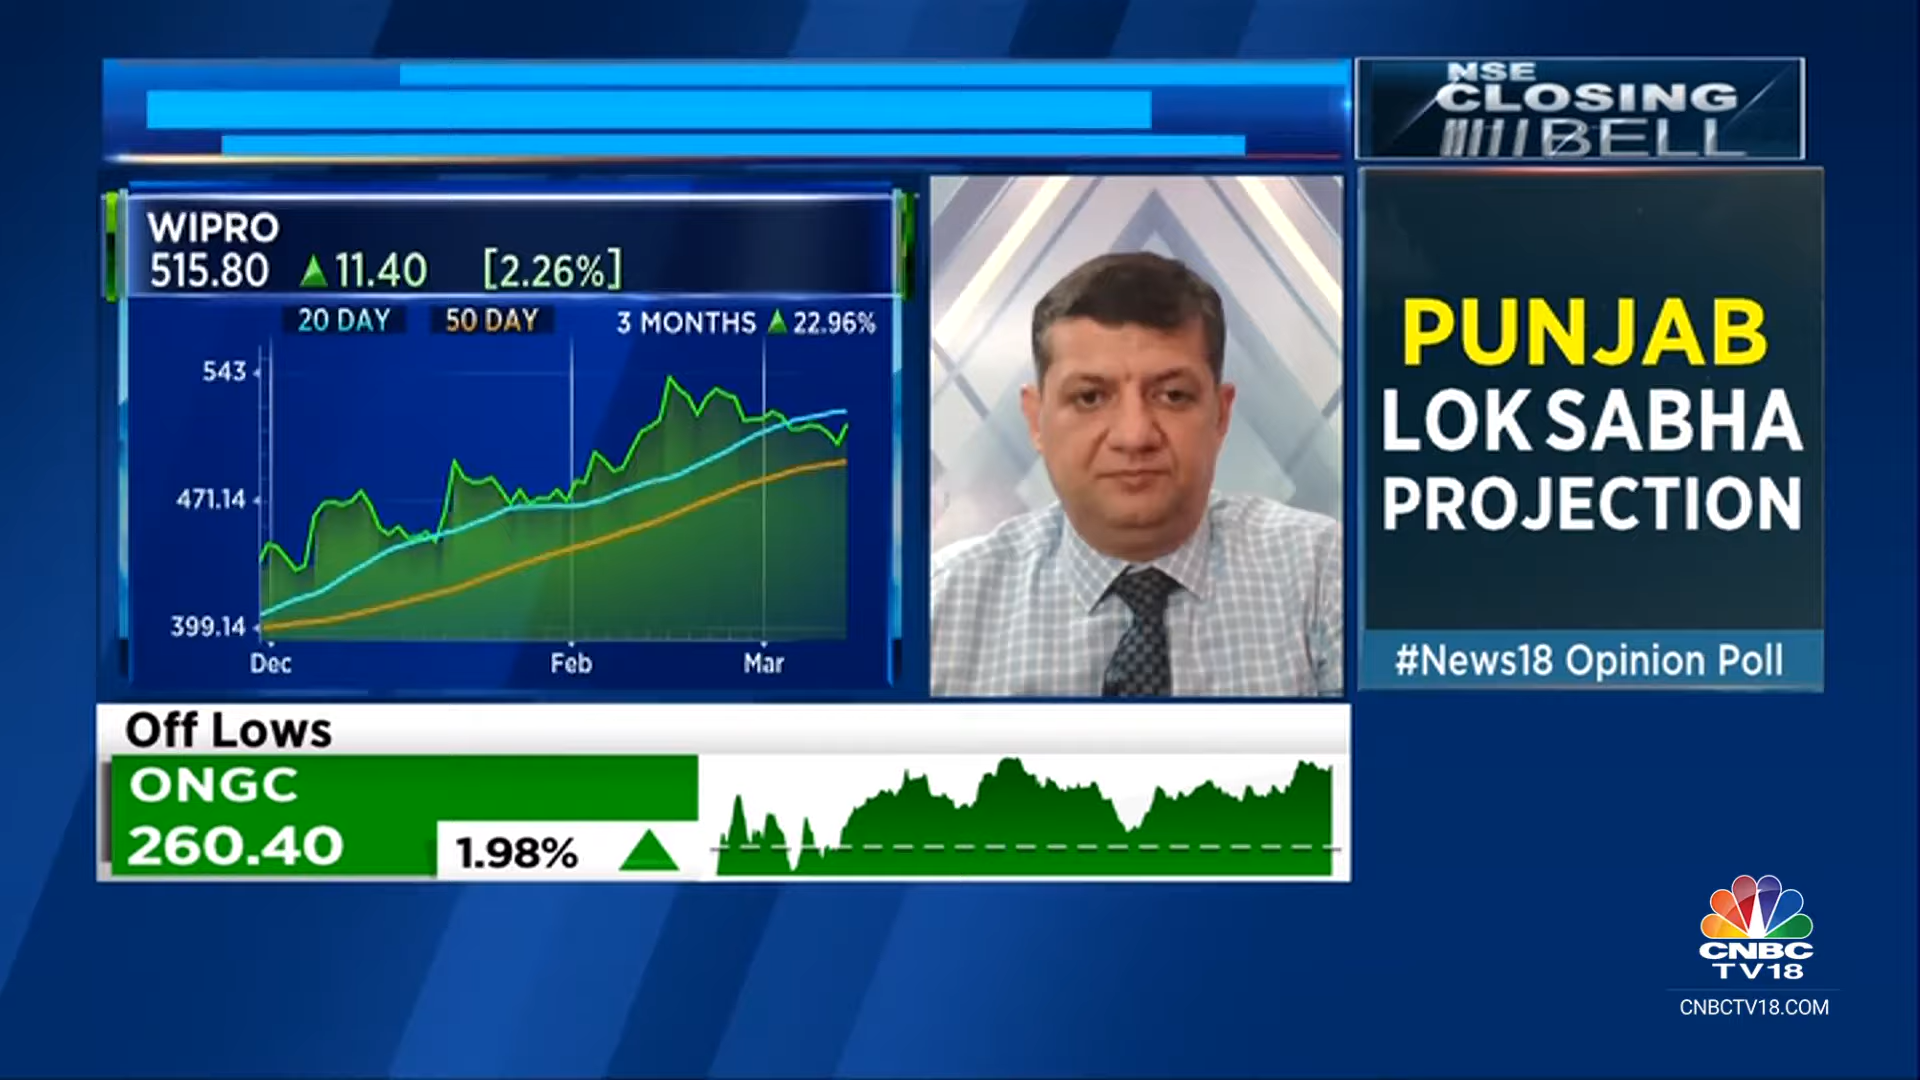 NSE
CLOSING
BELL
WIPRO
515.80 ▲ 11.40 [2.26%]
20 DAY 50 DAY 3 MONTHS ▲ 22.96%
543
471.14
399.14
Dec Feb Mar
PUNJAB
LOK SABHA
PROJECTION
#News18 Opinion Poll
Off Lows
ONGC
260.40 1.98% ▲
CNBC
TV18
CNBCTV18.COM